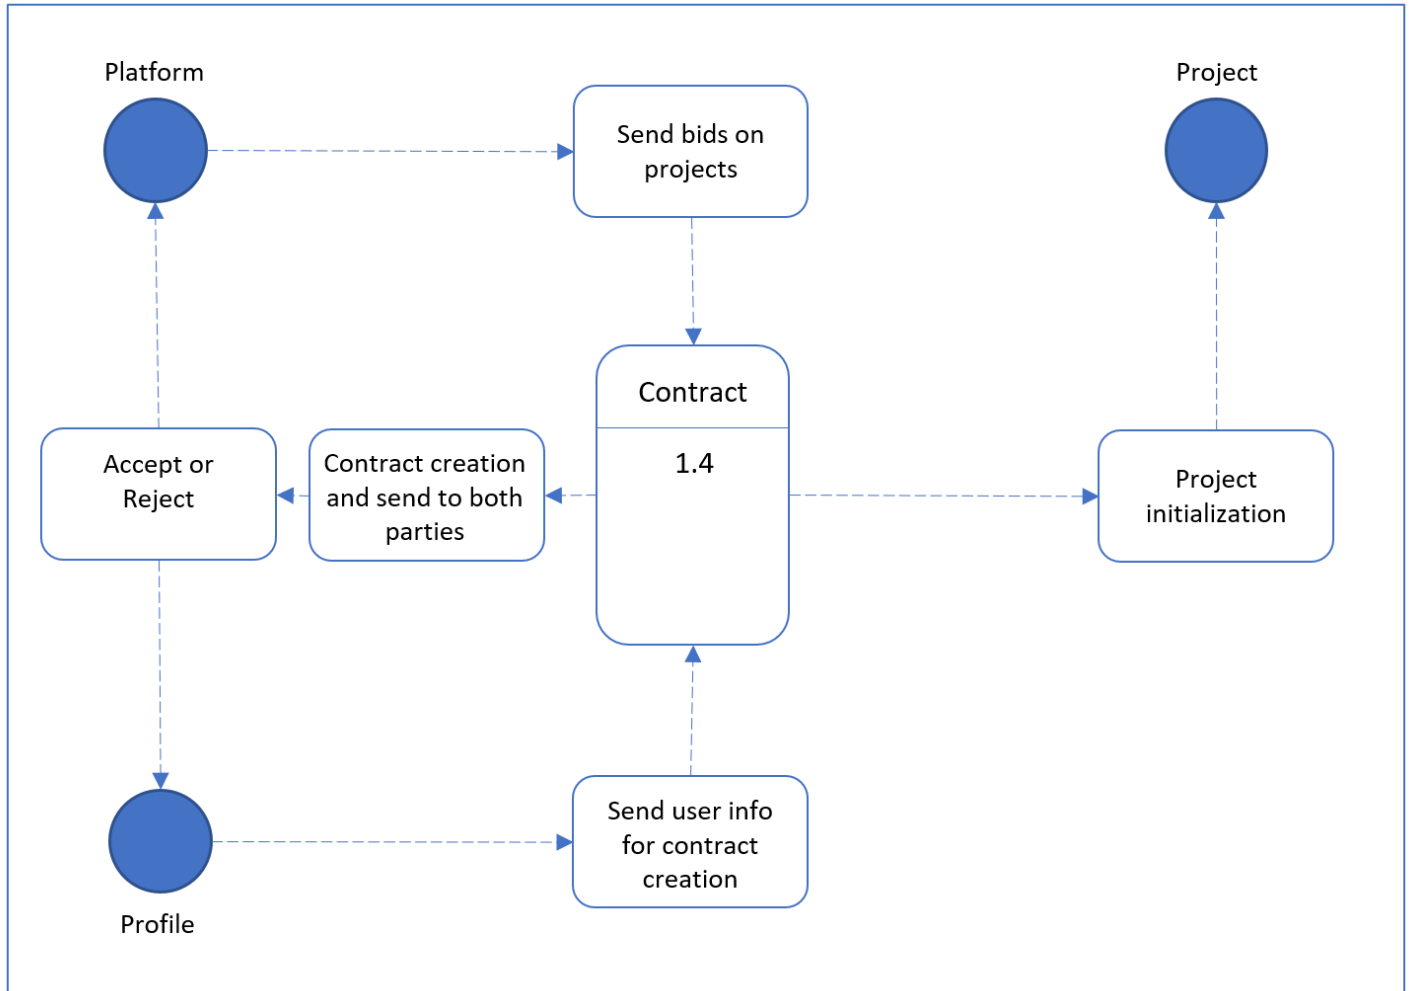 Platform
Project
Send bids on
projects
Contract
1.4
Accept or
Reject
Contract creation
and send to both
parties
Project
initialization
Send user info
for contract
creation
Profile